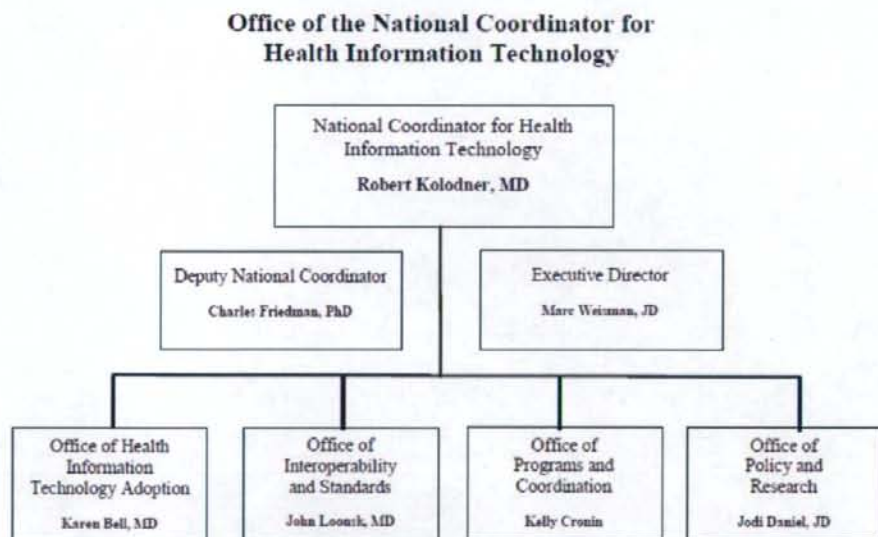 Office of the National Coordinator for
Health Information Technology
National Coordinator for Health
Information Technology
Robert Kolodner, MD
Deputy National Coordinator
Charles Friedman, PhD
Executive Director
Marc Weisman, JD
Office of Health
Information
Technology Adoption
Karen Bell, MD
Office of
Interoperability
and Standards
John Loonsk, MD
Office of
Programs and
Coordination
Kelly Cronin
Office of
Policy and
Research
Jodi Daniel, JD